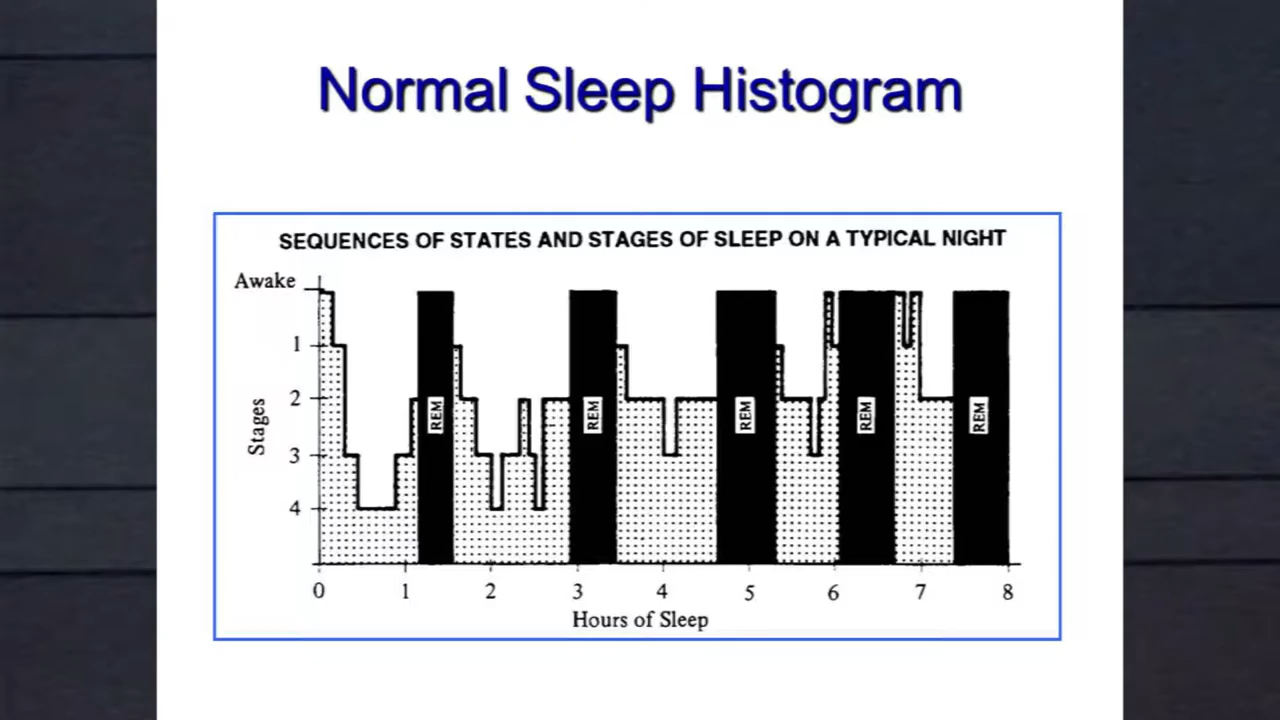 Normal Sleep Histogram
SEQUENCES OF STATES AND STAGES OF SLEEP ON A TYPICAL NIGHT
Awake
1
2
3
4
Stages
REM
REM
REM
REM
REM
0 1 2 3 4 5 6 7 8
Hours of Sleep